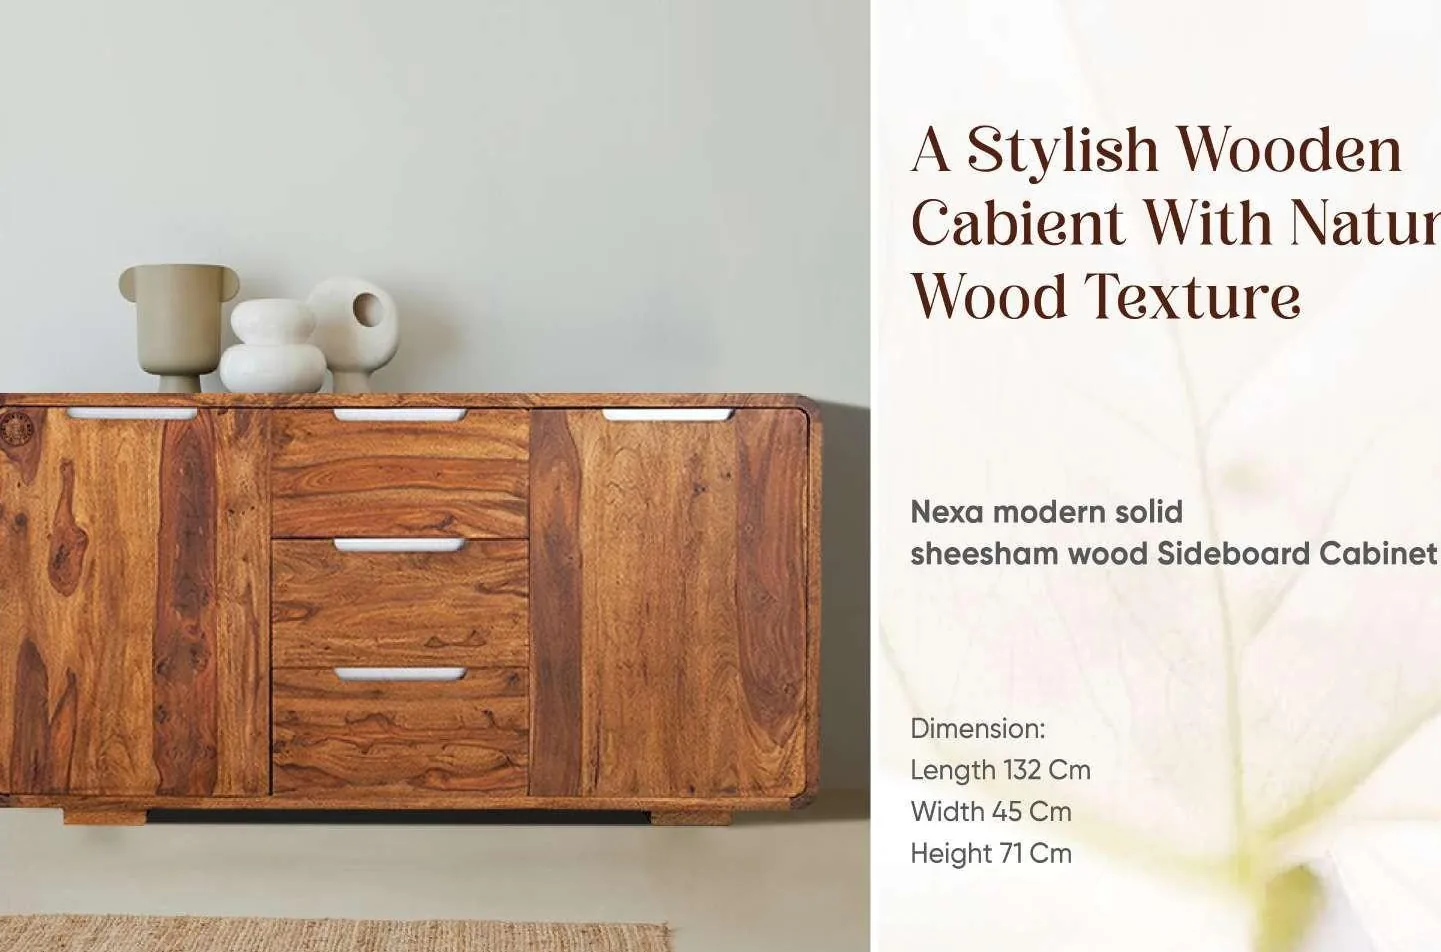 A Stylish Wooden
Cabient With Natur
Wood Texture
Nexa modern solid
sheesham wood Sideboard Cabinet
Dimension:
Length 132 Cm
Width 45 Cm
Height 71 Cm